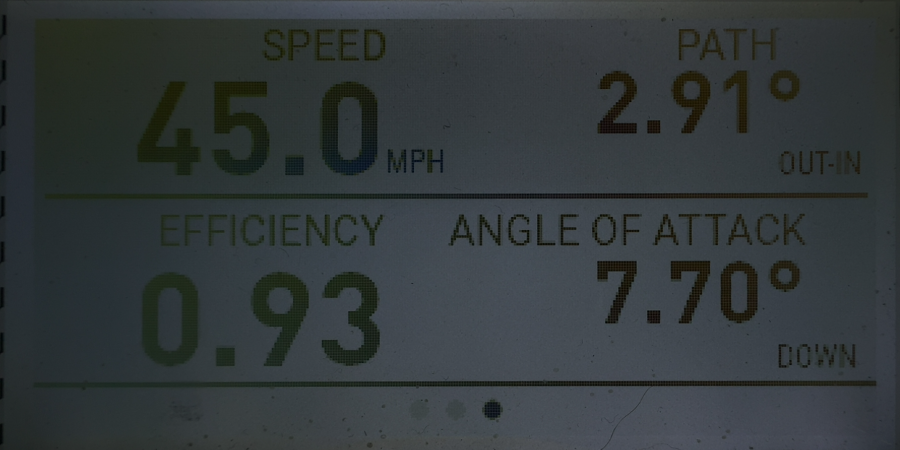 SPEED
45.0 MPH
PATH
2.91°
OUT-IN
EFFICIENCY
0.93
ANGLE OF ATTACK
7.70°
DOWN